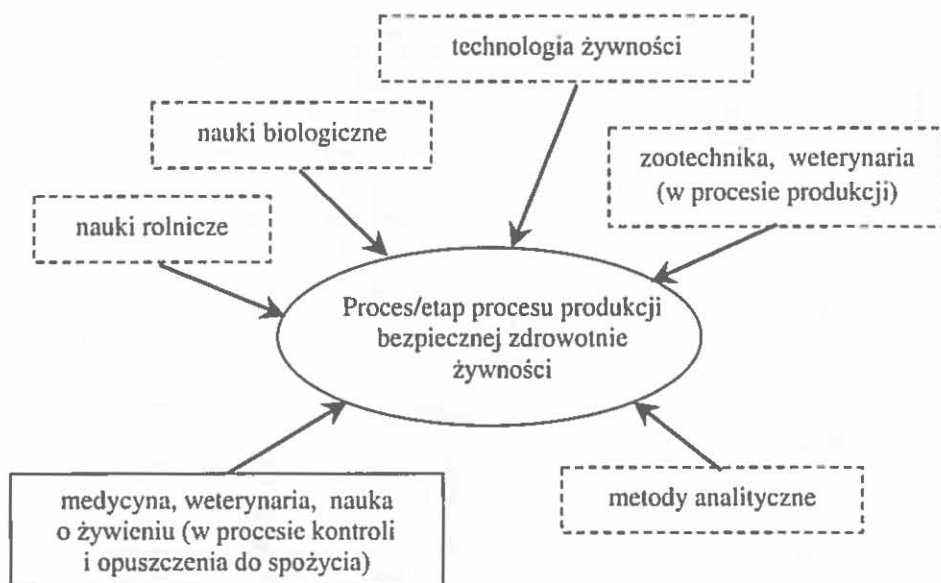 technologia żywności
nauki biologiczne
zootechnika, weterynaria
(w procesie produkcji)
nauki rolnicze
Proces/etap procesu produkcji
bezpiecznej zdrowotnie
żywności
medycyna, weterynaria, nauka
o żywieniu (w procesie kontroli
i opuszczenia do spożycia)
metody analityczne